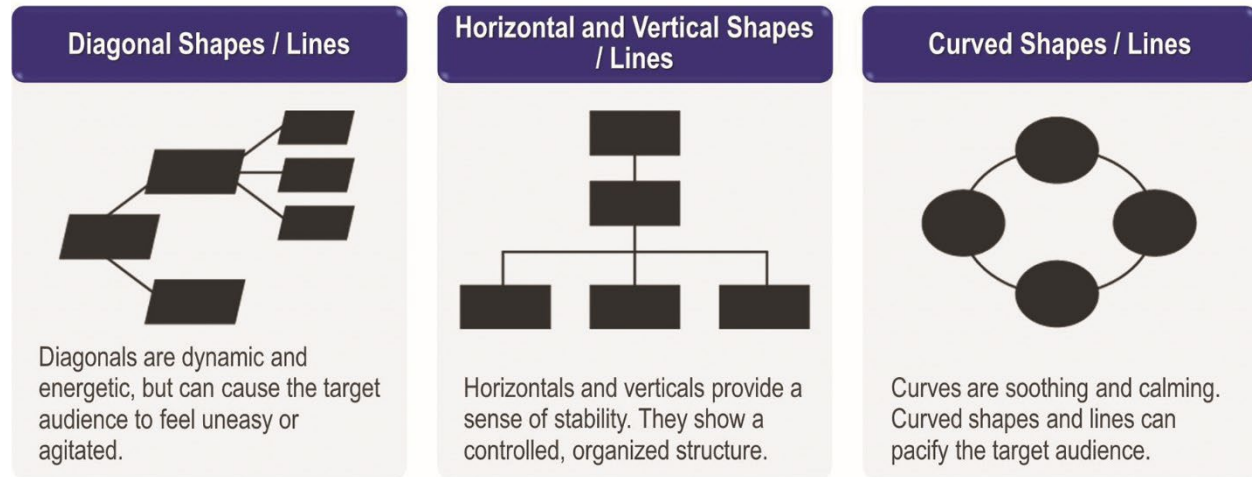 Diagonal Shapes / Lines
Diagonals are dynamic and
energetic, but can cause the target
audience to feel uneasy or
agitated.
Horizontal and Vertical Shapes
/ Lines
Horizontals and verticals provide a
sense of stability. They show a
controlled, organized structure.
Curved Shapes / Lines
Curves are soothing and calming.
Curved shapes and lines can
pacify the target audience.